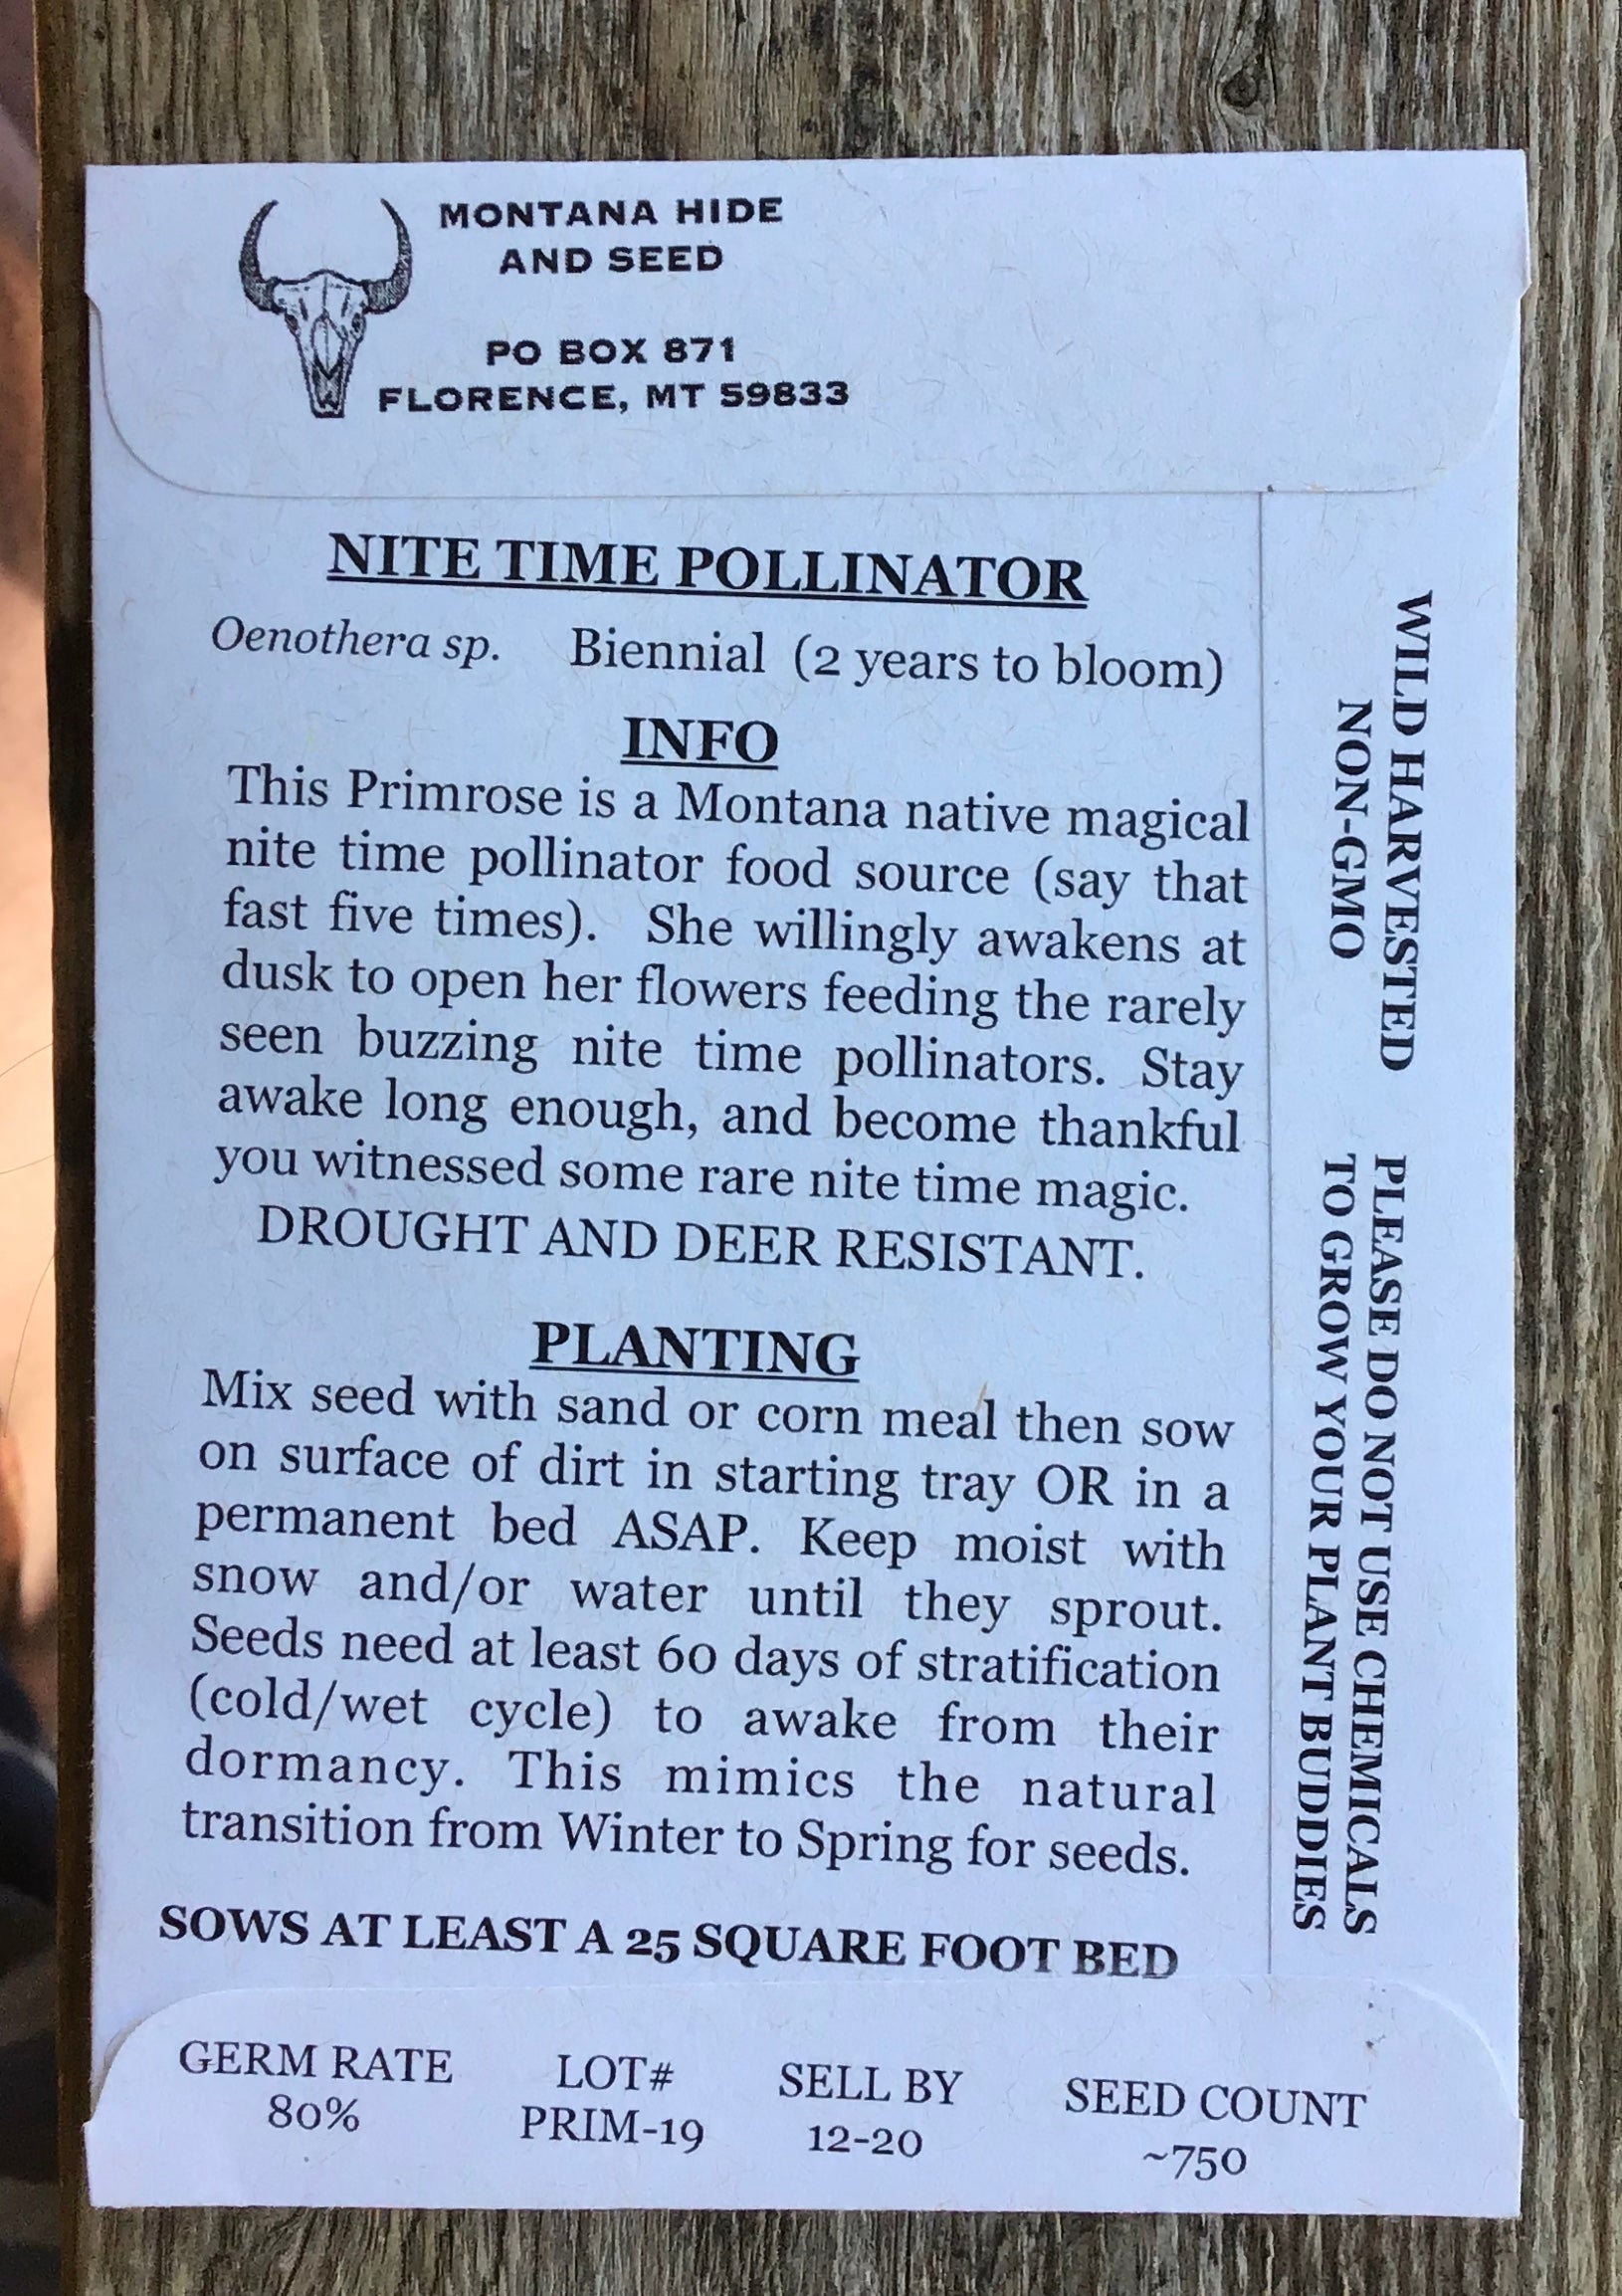 MONTANA HIDE
AND SEED
PO BOX 871
FLORENCE, MT 59833
NITE TIME POLLINATOR
Oenothera sp. Biennial (2 years to bloom)
INFO
This Primrose is a Montana native magical
nite time pollinator food source (say that
fast five times). She willingly awakens at
dusk to open her flowers feeding the rarely
seen buzzing nite time pollinators. Stay
awake long enough, and become thankful
you witnessed some rare nite time magic.
DROUGHT AND DEER RESISTANT.
PLANTING
Mix seed with sand or corn meal then sow
on surface of dirt in starting tray OR in a
permanent bed ASAP. Keep moist with
snow and/or water until they sprout.
Seeds need at least 60 days of stratification
(cold/wet cycle) to awake from their
dormancy. This mimics the natural
transition from Winter to Spring for seeds.
SOWS AT LEAST A 25 SQUARE FOOT BED
WILD HARVESTED
NON-GMO
PLEASE DO NOT USE CHEMICALS
TO GROW YOUR PLANT BUDDIES
GERM RATE LOT# SELL BY SEED COUNT
80% PRIM-19 12-20 ~750